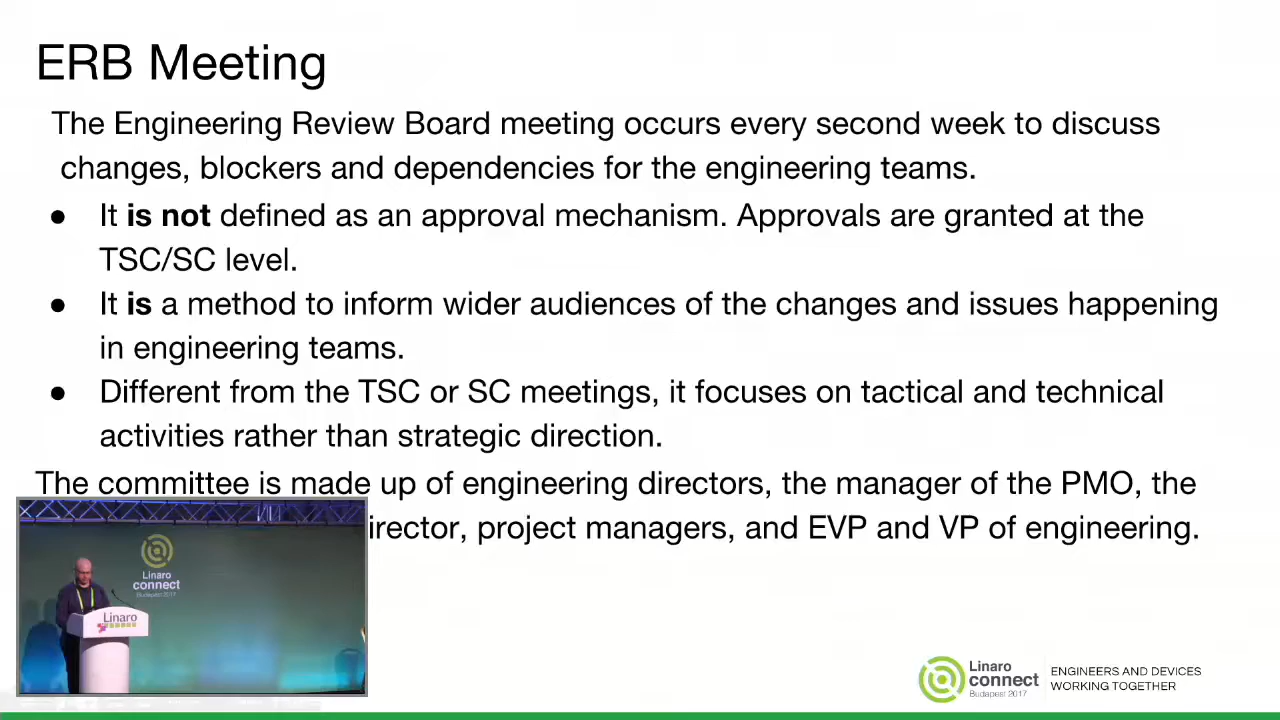 ERB Meeting
The Engineering Review Board meeting occurs every second week to discuss
changes, blockers and dependencies for the engineering teams.
● It is not defined as an approval mechanism. Approvals are granted at the
TSC/SC level.
● It is a method to inform wider audiences of the changes and issues happening
in engineering teams.
● Different from the TSC or SC meetings, it focuses on tactical and technical
activities rather than strategic direction.
The committee is made up of engineering directors, the manager of the PMO, the
irector, project managers, and EVP and VP of engineering.
Linaro
connect
Budapest 2017
Linaro
Linaro
connect
Budapest 2017
ENGINEERS AND DEVICES
WORKING TOGETHER